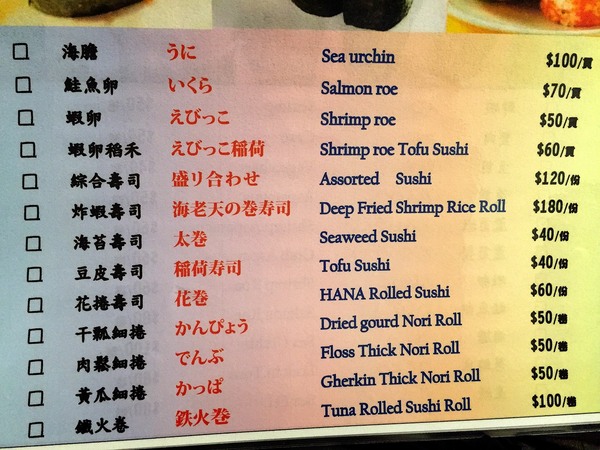 海膽 うに Sea urchin $100/貫
鮭魚卵 いくら Salmon roe $70/貫
蝦卵 えびっこ Shrimp roe $50/貫
蝦卵稻禾 えびっこ稲荷 Shrimp roe Tofu Sushi $60/貫
綜合壽司 盛り合わせ Assorted Sushi $120/份
炸蝦壽司 海老天の巻寿司 Deep Fried Shrimp Rice Roll $180/份
海苔壽司 太巻 Seaweed Sushi $40/份
豆皮壽司 稲荷寿司 Tofu Sushi $40/份
花捲壽司 花巻 HANA Rolled Sushi $60/份
干瓢細捲 かんぴょう Dried gourd Nori Roll $50/卷
肉鬆細捲 でんぶ Floss Thick Nori Roll $50/卷
黃瓜細捲 かっぱ Gherkin Thick Nori Roll $50/卷
鐵火卷 鉄火巻 Tuna Rolled Sushi Roll $100/卷